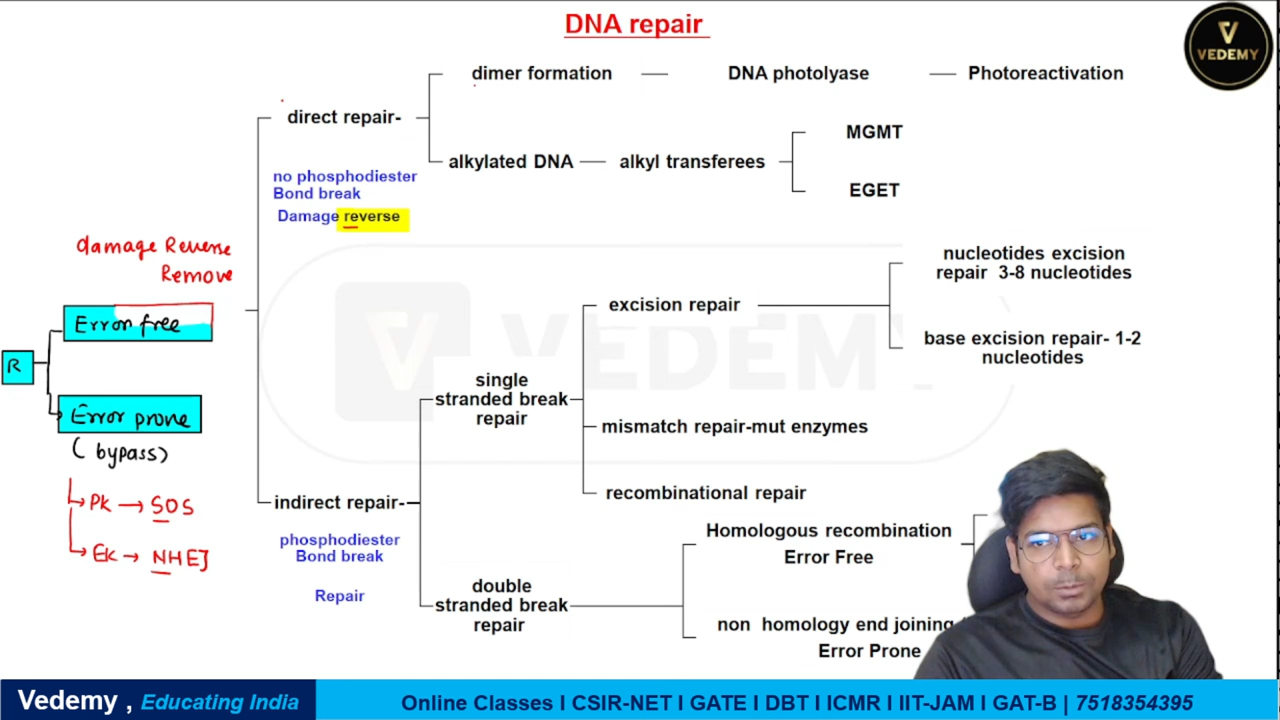 DNA repair
VEDEMY
dimer formation
DNA photolyase
Photoreactivation
direct repair-
MGMT
alkylated DNA
alkyl transferees
EGET
no phosphodiester
Bond break
Damage reverse
damage Reverse
Remove
nucleotides excision
repair 3-8 nucleotides
excision repair
Error free
VEDEMY
base excision repair- 1-2
nucleotides
R
single
stranded break
repair
Error prone
mismatch repair-mut enzymes
(bypass)
PK → SOS
indirect repair-
recombinational repair
phosphodiester
Bond break
Homologous recombination
Error Free
EK → NHEJ
Repair
double
stranded break
repair
non homology end joining
Error Prone
Vedemy , Educating India
Online Classes I CSIR-NET I GATE I DBT I ICMR I IIT-JAM I GAT-B | 7518354395